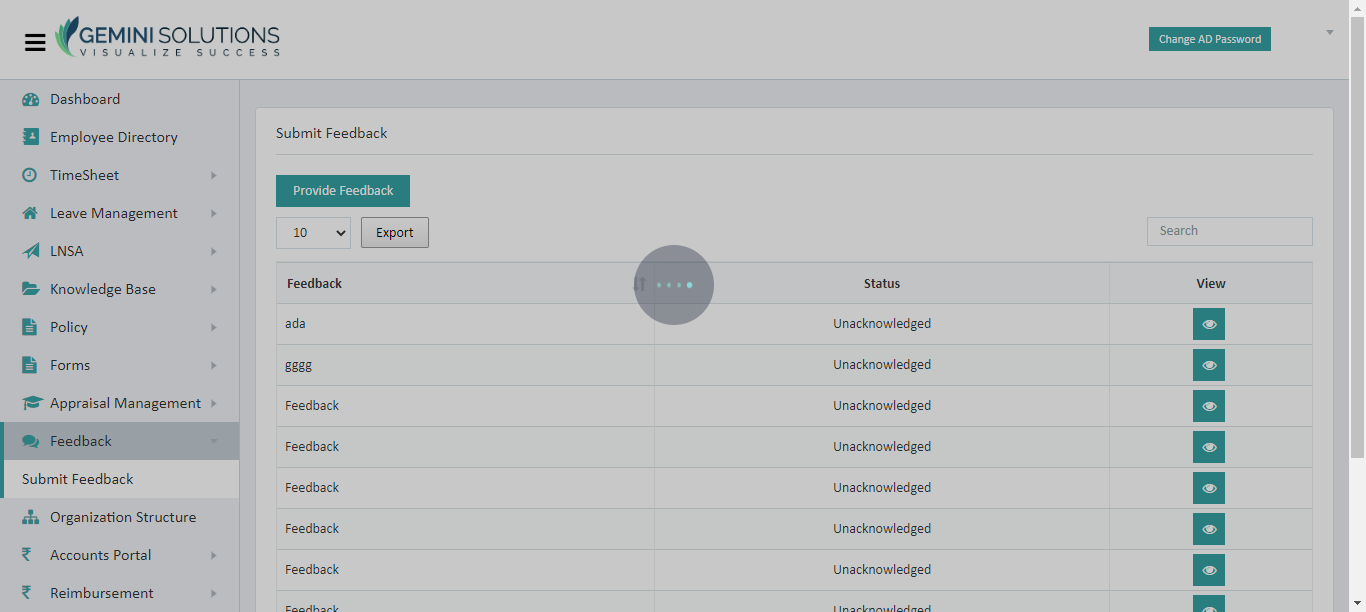 GEMINI SOLUTIONS
VISUALIZE SUCCESS
Change AD Password
Dashboard
Employee Directory
TimeSheet
Leave Management
LNSA
Knowledge Base
Policy
Forms
Appraisal Management
Feedback
Submit Feedback
Organization Structure
Accounts Portal
Reimbursement
Submit Feedback
Provide Feedback
10
Export
Search
Feedback Status View
ada Unacknowledged
gggg Unacknowledged
Feedback Unacknowledged
Feedback Unacknowledged
Feedback Unacknowledged
Feedback Unacknowledged
Feedback Unacknowledged
Feedback Unacknowledged